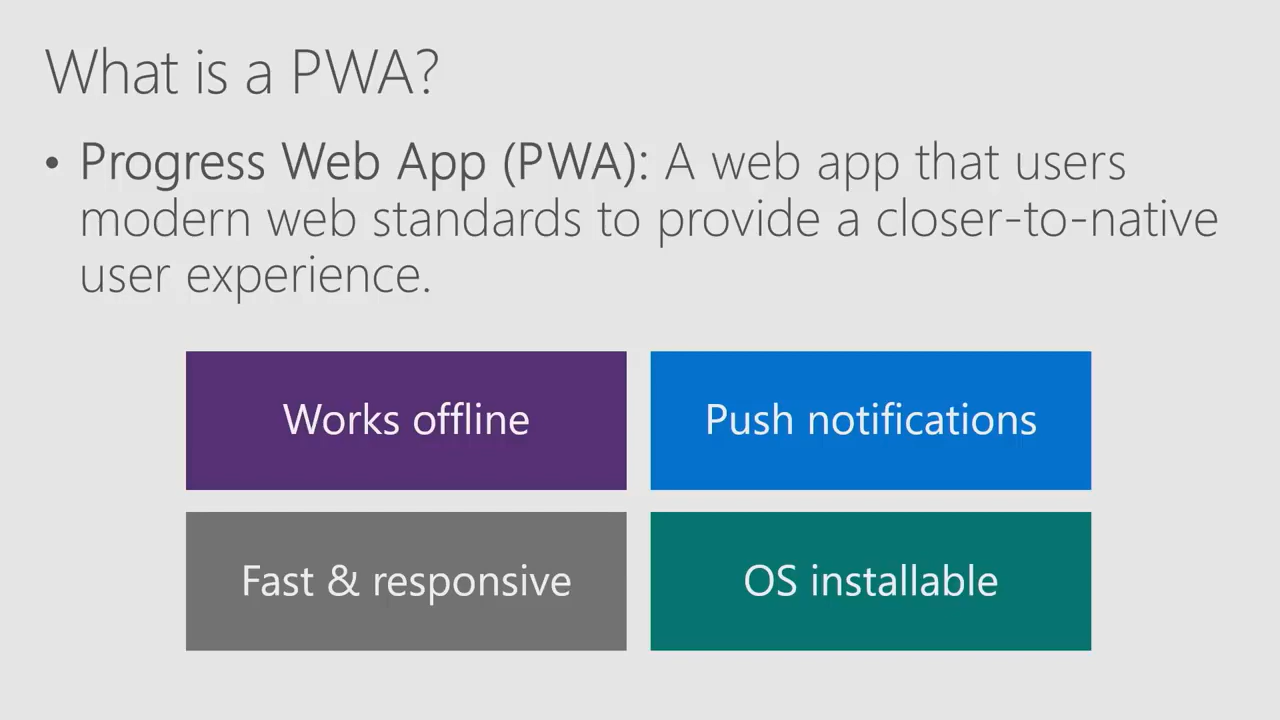 What is a PWA?
• Progress Web App (PWA): A web app that users
modern web standards to provide a closer-to-native
user experience.
Works offline
Push notifications
Fast & responsive
OS installable